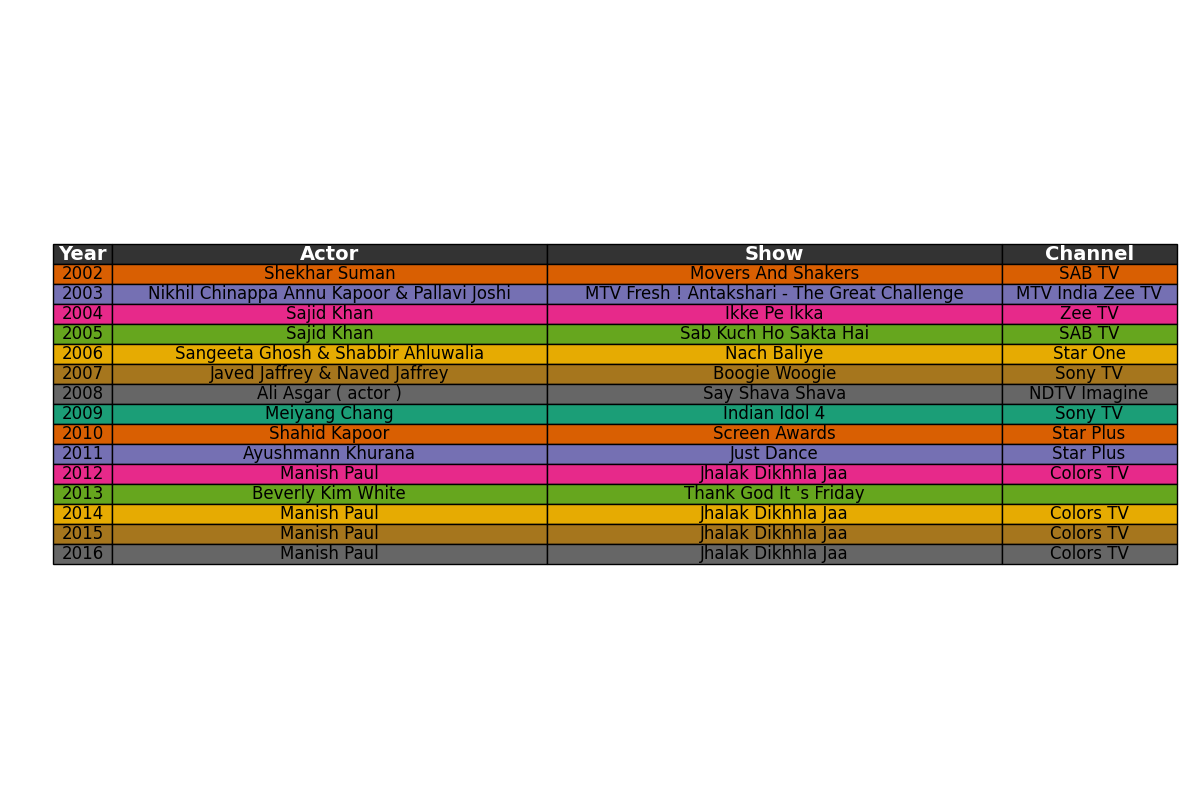 Year Actor Show Channel
2002 Shekhar Suman Movers And Shakers SAB TV
2003 Nikhil Chinappa Annu Kapoor & Pallavi Joshi MTV Fresh ! Antakshari - The Great Challenge MTV India Zee TV
2004 Sajid Khan Ikke Pe Ikka Zee TV
2005 Sajid Khan Sab Kuch Ho Sakta Hai SAB TV
2006 Sangeeta Ghosh & Shabbir Ahluwalia Nach Baliye Star One
2007 Javed Jaffrey & Naved Jaffrey Boogie Woogie Sony TV
2008 Ali Asgar ( actor ) Say Shava Shava NDTV Imagine
2009 Meiyang Chang Indian Idol 4 Sony TV
2010 Shahid Kapoor Screen Awards Star Plus
2011 Ayushmann Khurana Just Dance Star Plus
2012 Manish Paul Jhalak Dikhhla Jaa Colors TV
2013 Beverly Kim White Thank God It 's Friday
2014 Manish Paul Jhalak Dikhhla Jaa Colors TV
2015 Manish Paul Jhalak Dikhhla Jaa Colors TV
2016 Manish Paul Jhalak Dikhhla Jaa Colors TV